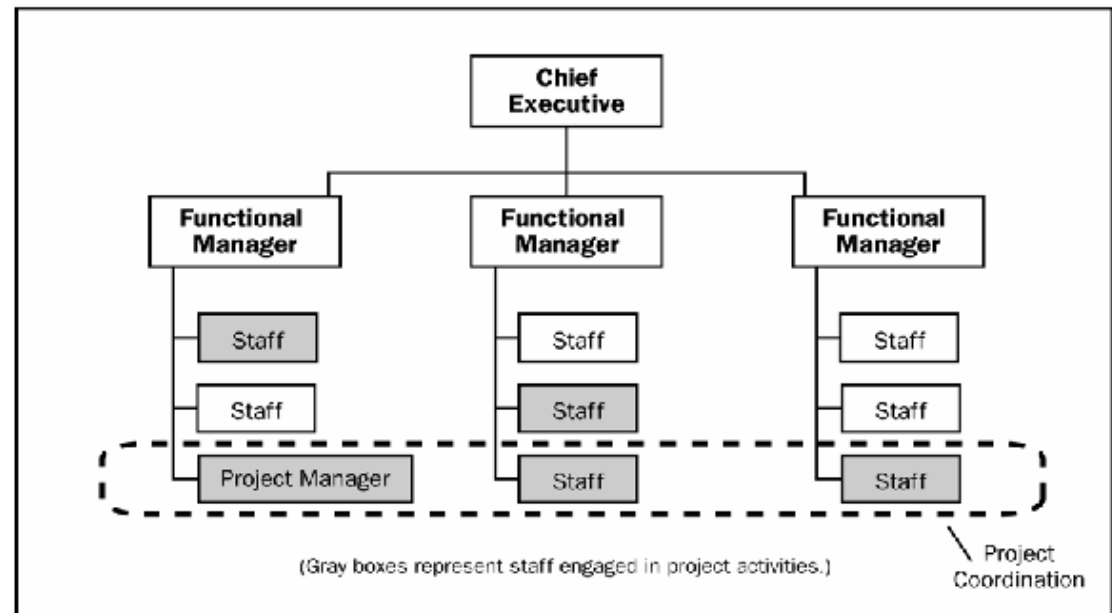 Chief
Executive
Functional
Manager
Functional
Manager
Functional
Manager
Staff
Staff
Staff
Staff
Staff
Staff
Project Manager
Staff
Staff
(Gray boxes represent staff engaged in project activities.)
Project
Coordination